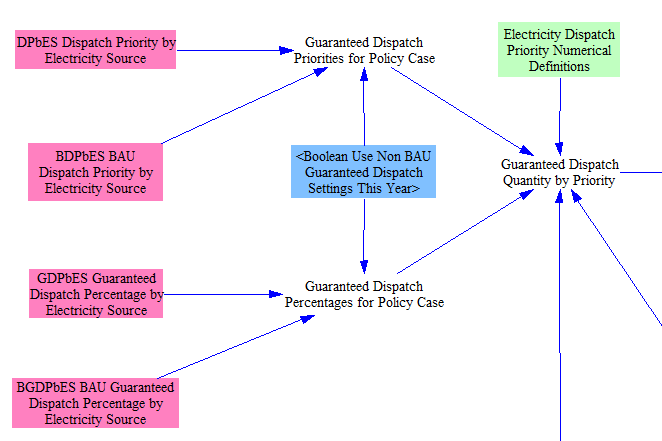 DPbES Dispatch Priority by
Electricity Source
Guaranteed Dispatch
Priorities for Policy Case
Electricity Dispatch
Priority Numerical
Definitions
BDPbES BAU
Dispatch Priority by
Electricity Source
<Boolean Use Non BAU
Guaranteed Dispatch
Settings This Year>
Guaranteed Dispatch
Quantity by Priority
GDPbES Guaranteed
Dispatch Percentage by
Electricity Source
Guaranteed Dispatch
Percentages for Policy Case
BGDPbES BAU Guaranteed
Dispatch Percentage by
Electricity Source